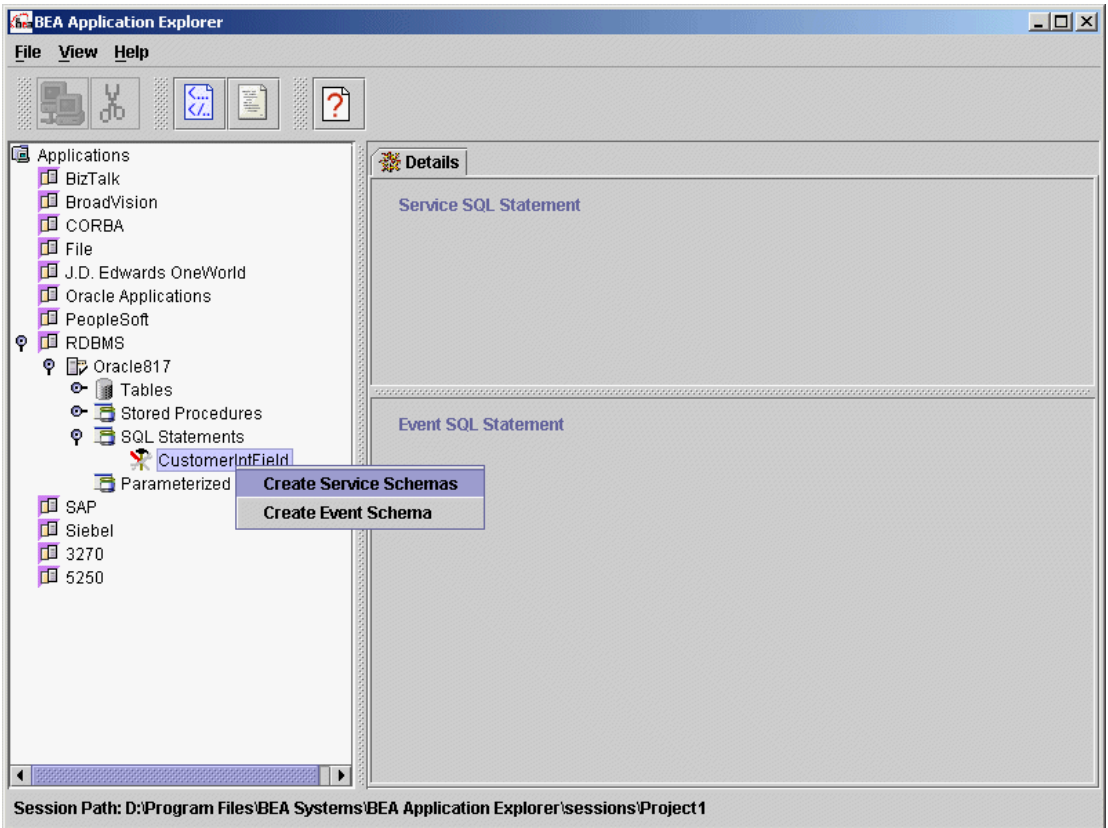 BEA Application Explorer
File View Help
Applications
BizTalk
BroadVision
CORBA
File
J.D. Edwards OneWorld
Oracle Applications
PeopleSoft
RDBMS
Oracle817
Tables
Stored Procedures
SQL Statements
CustomerIntField
Parameterized
SAP
Siebel
3270
5250
Create Service Schemas
Create Event Schema
Details
Service SQL Statement
Event SQL Statement
Session Path: D:\Program Files\BEA Systems\BEA Application Explorer\sessions\Project1